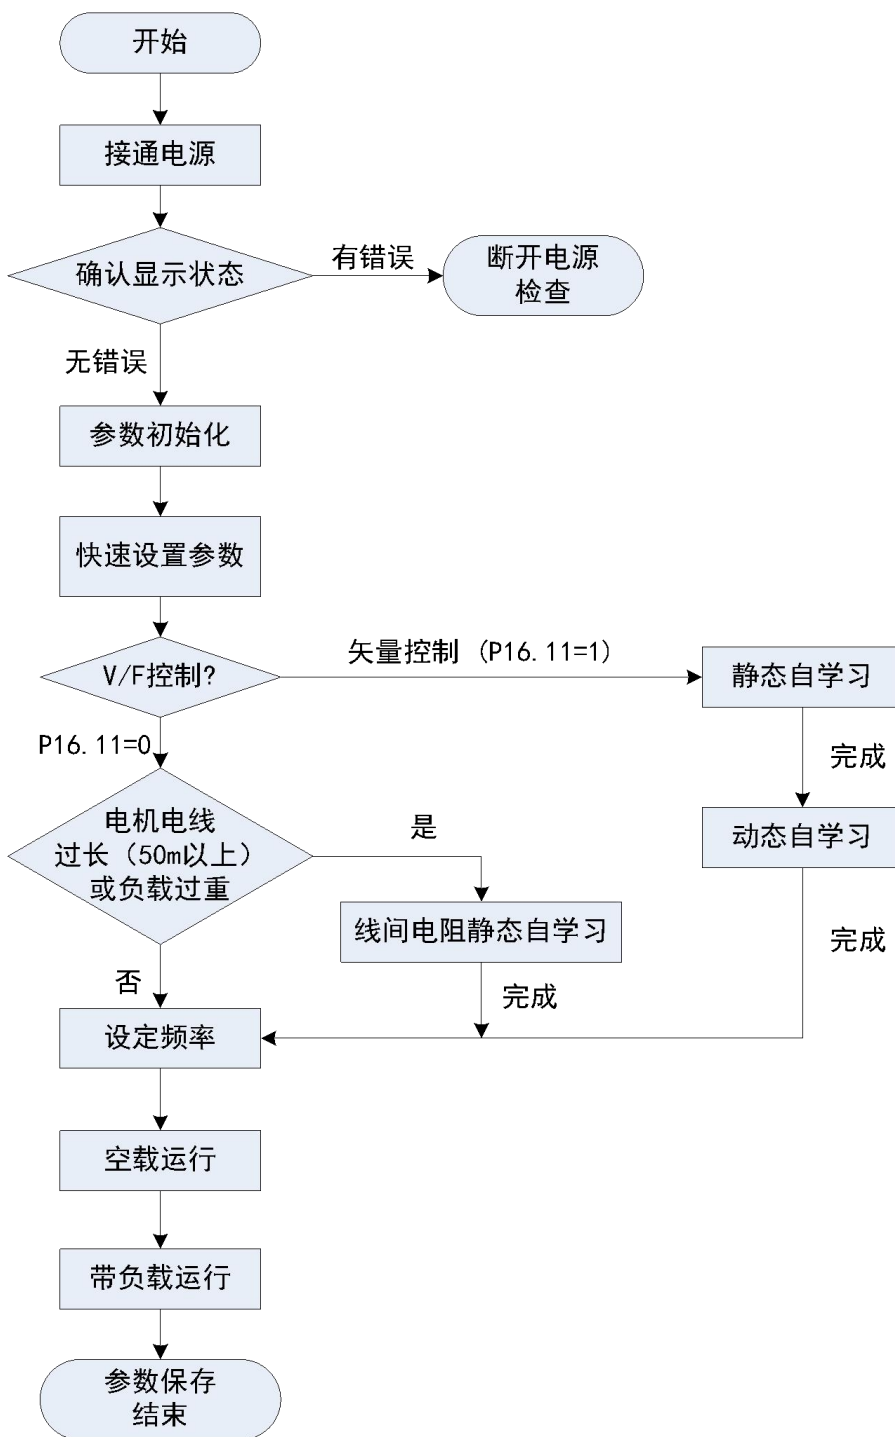 开始
接通电源
确认显示状态
有错误
断开电源
检查
无错误
参数初始化
快速设置参数
V/F控制?
矢量控制 (P16.11=1)
静态自学习
P16.11=0
完成
电机电线
过长（50m以上）
或负载过重
是
动态自学习
线间电阻静态自学习
完成
否
完成
设定频率
空载运行
带负载运行
参数保存
结束